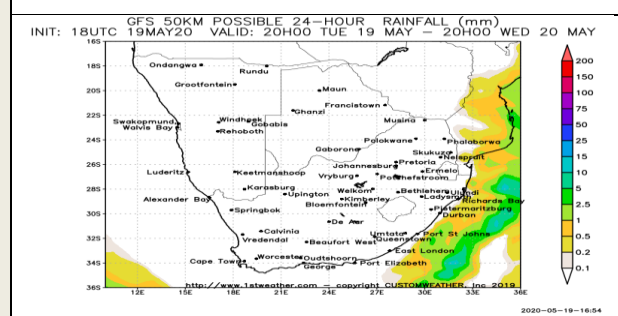 GFS 50KM POSSIBLE 24-HOUR RAINFALL (mm)
INIT: 18UTC 19MAY20 VALID: 20H00 TUE 19 MAY - 20H00 WED 20 MAY
16S
18S
20S
22S
24S
26S
28S
30S
32S
34S
36S
Ondangwa
Rundu
Grootfontein
Maun
Ghanzi
Francistown
Windhoek
Gobabis
Swakopmund
Walvis Bay
Rehoboth
Musina
Polokwane
Phalaborwa
Gaborone
Skukuza
Nelspruit
Johannesburg
Pretoria
Luderitz
Keetmanshoop
Vryburg
Potchefstroom
Ermelo
Karasburg
Upington
Welkom
Bethlehem
Ulundi
Alexander Bay
Kimberley
Ladysmith
Richards Bay
Springbok
Bloemfontein
Pietermaritzburg
Durban
De Aar
Calvinia
Vredendal
Umtata
Port St Johns
Beaufort West
Queenstown
East London
Cape Town
Worcester
Oudtshoorn
George
Port Elizabeth
http://www.1stweather.com - copyright CUSTOMWEATHER, Inc 2019
12E
15E
18E
21E
24E
27E
30E
33E
36E
200
150
100
75
50
25
15
10
5
2.5
1
0.5
0.2
0.1
2020-05-19-16:54